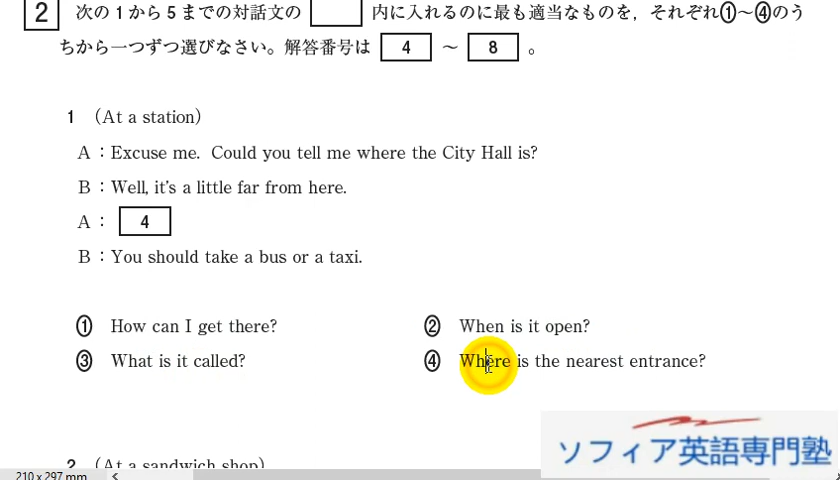 2 次の1から5までの対話文の 内に入れるのに最も適当なものを,それぞれ①~④のう
ちから一つずつ選びなさい。解答番号は 4 ~ 8 。
1 (At a station)
A:Excuse me. Could you tell me where the City Hall is?
B:Well, it's a little far from here.
A: 4
B:You should take a bus or a taxi.
① How can I get there? ② When is it open?
③ What is it called? ④ Where is the nearest entrance?
2 (At a sandwich shop)
ソフィア英語専門塾
210 x 297 mm